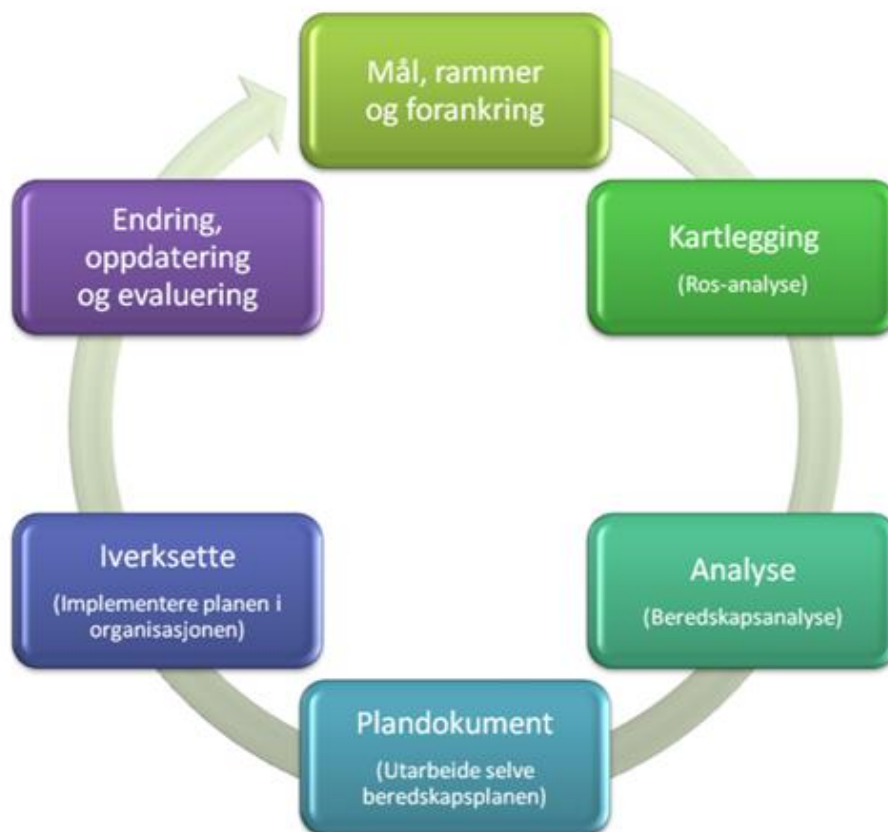 Mål, rammer
og forankring
Kartlegging
(Ros-analyse)
Analyse
(Beredskapsanalyse)
Plandokument
(Utarbeide selve
beredskapsplanen)
Iverksette
(Implementere planen i
organisasjonen)
Endring,
oppdatering
og evaluering